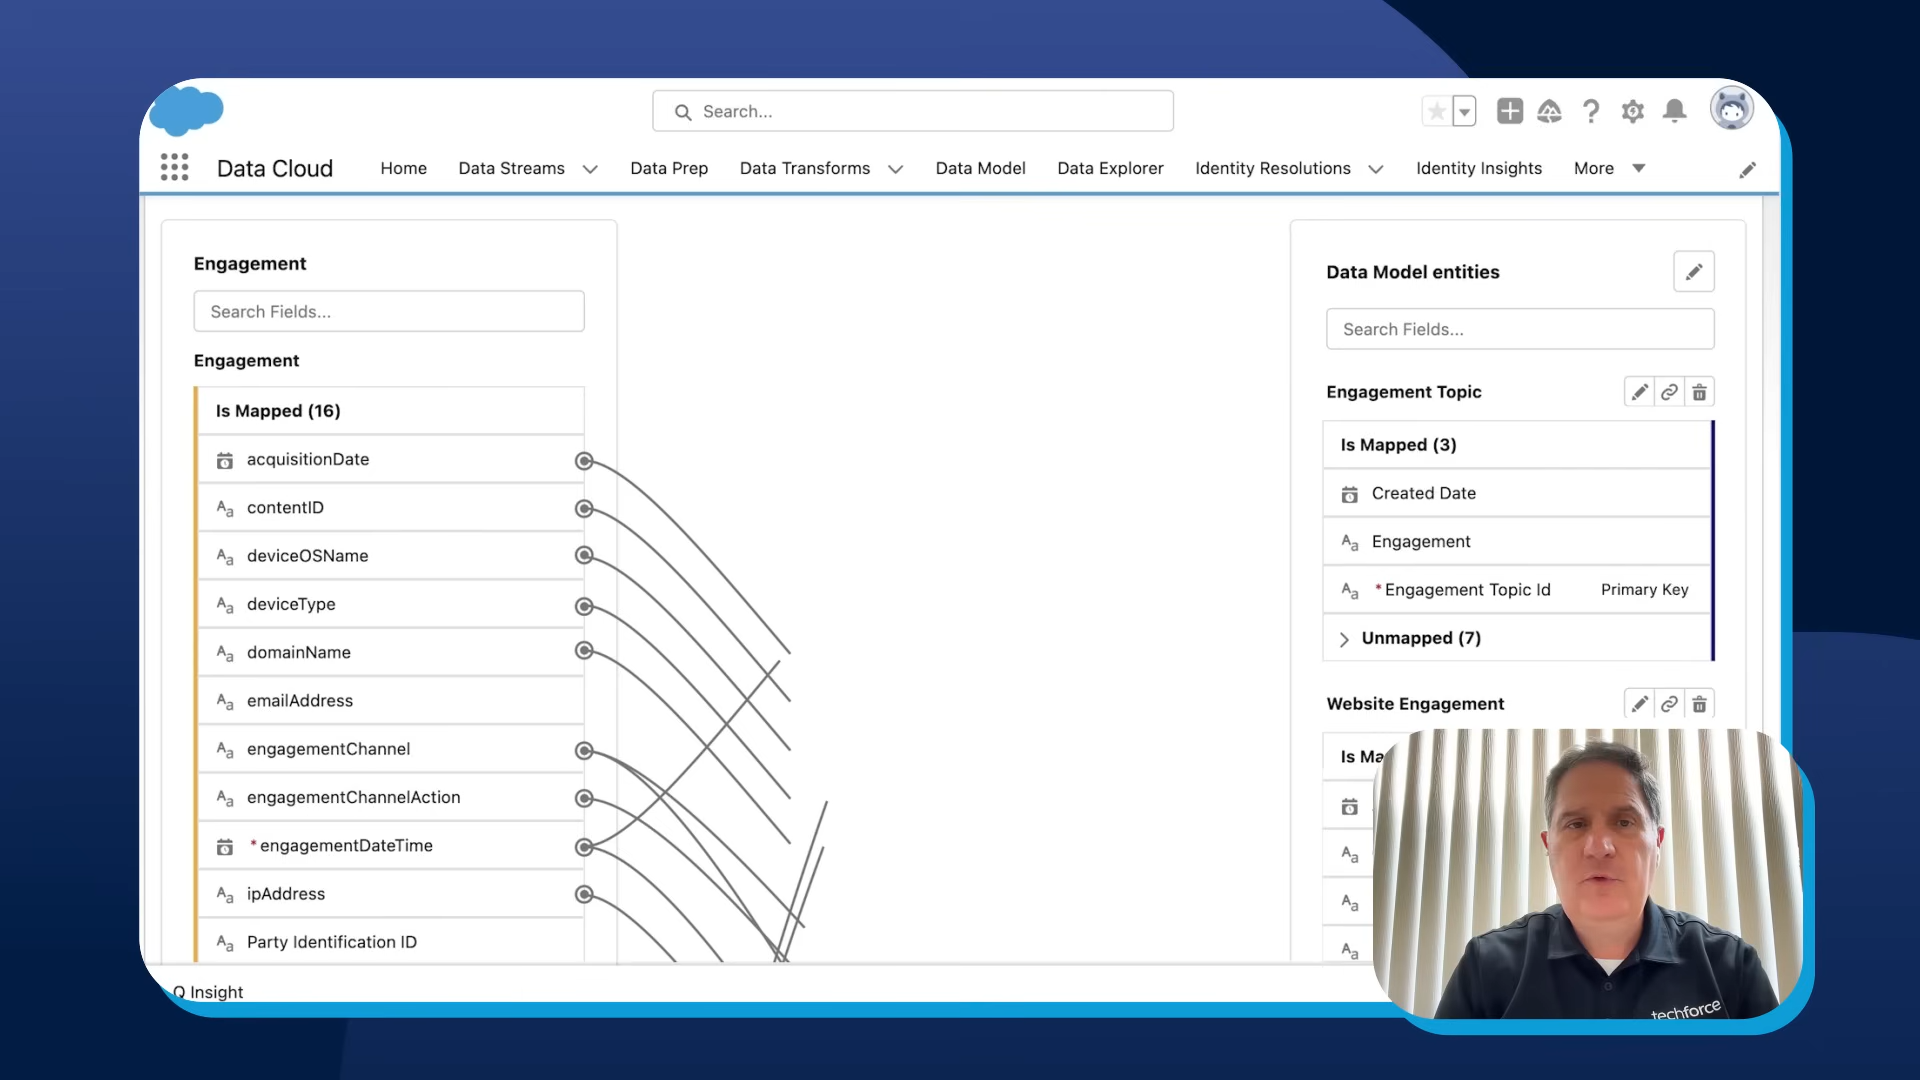 Search...
Data Cloud
Home
Data Streams
Data Prep
Data Transforms
Data Model
Data Explorer
Identity Resolutions
Identity Insights
More
Engagement
Search Fields...
Engagement
Is Mapped (16)
acquisitionDate
contentID
deviceOSName
deviceType
domainName
emailAddress
engagementChannel
engagementChannelAction
*engagementDateTime
ipAddress
Party Identification ID
Q Insight
Data Model entities
Search Fields...
Engagement Topic
Is Mapped (3)
Created Date
Engagement
*Engagement Topic Id Primary Key
Unmapped (7)
Website Engagement
Is Ma
techforce